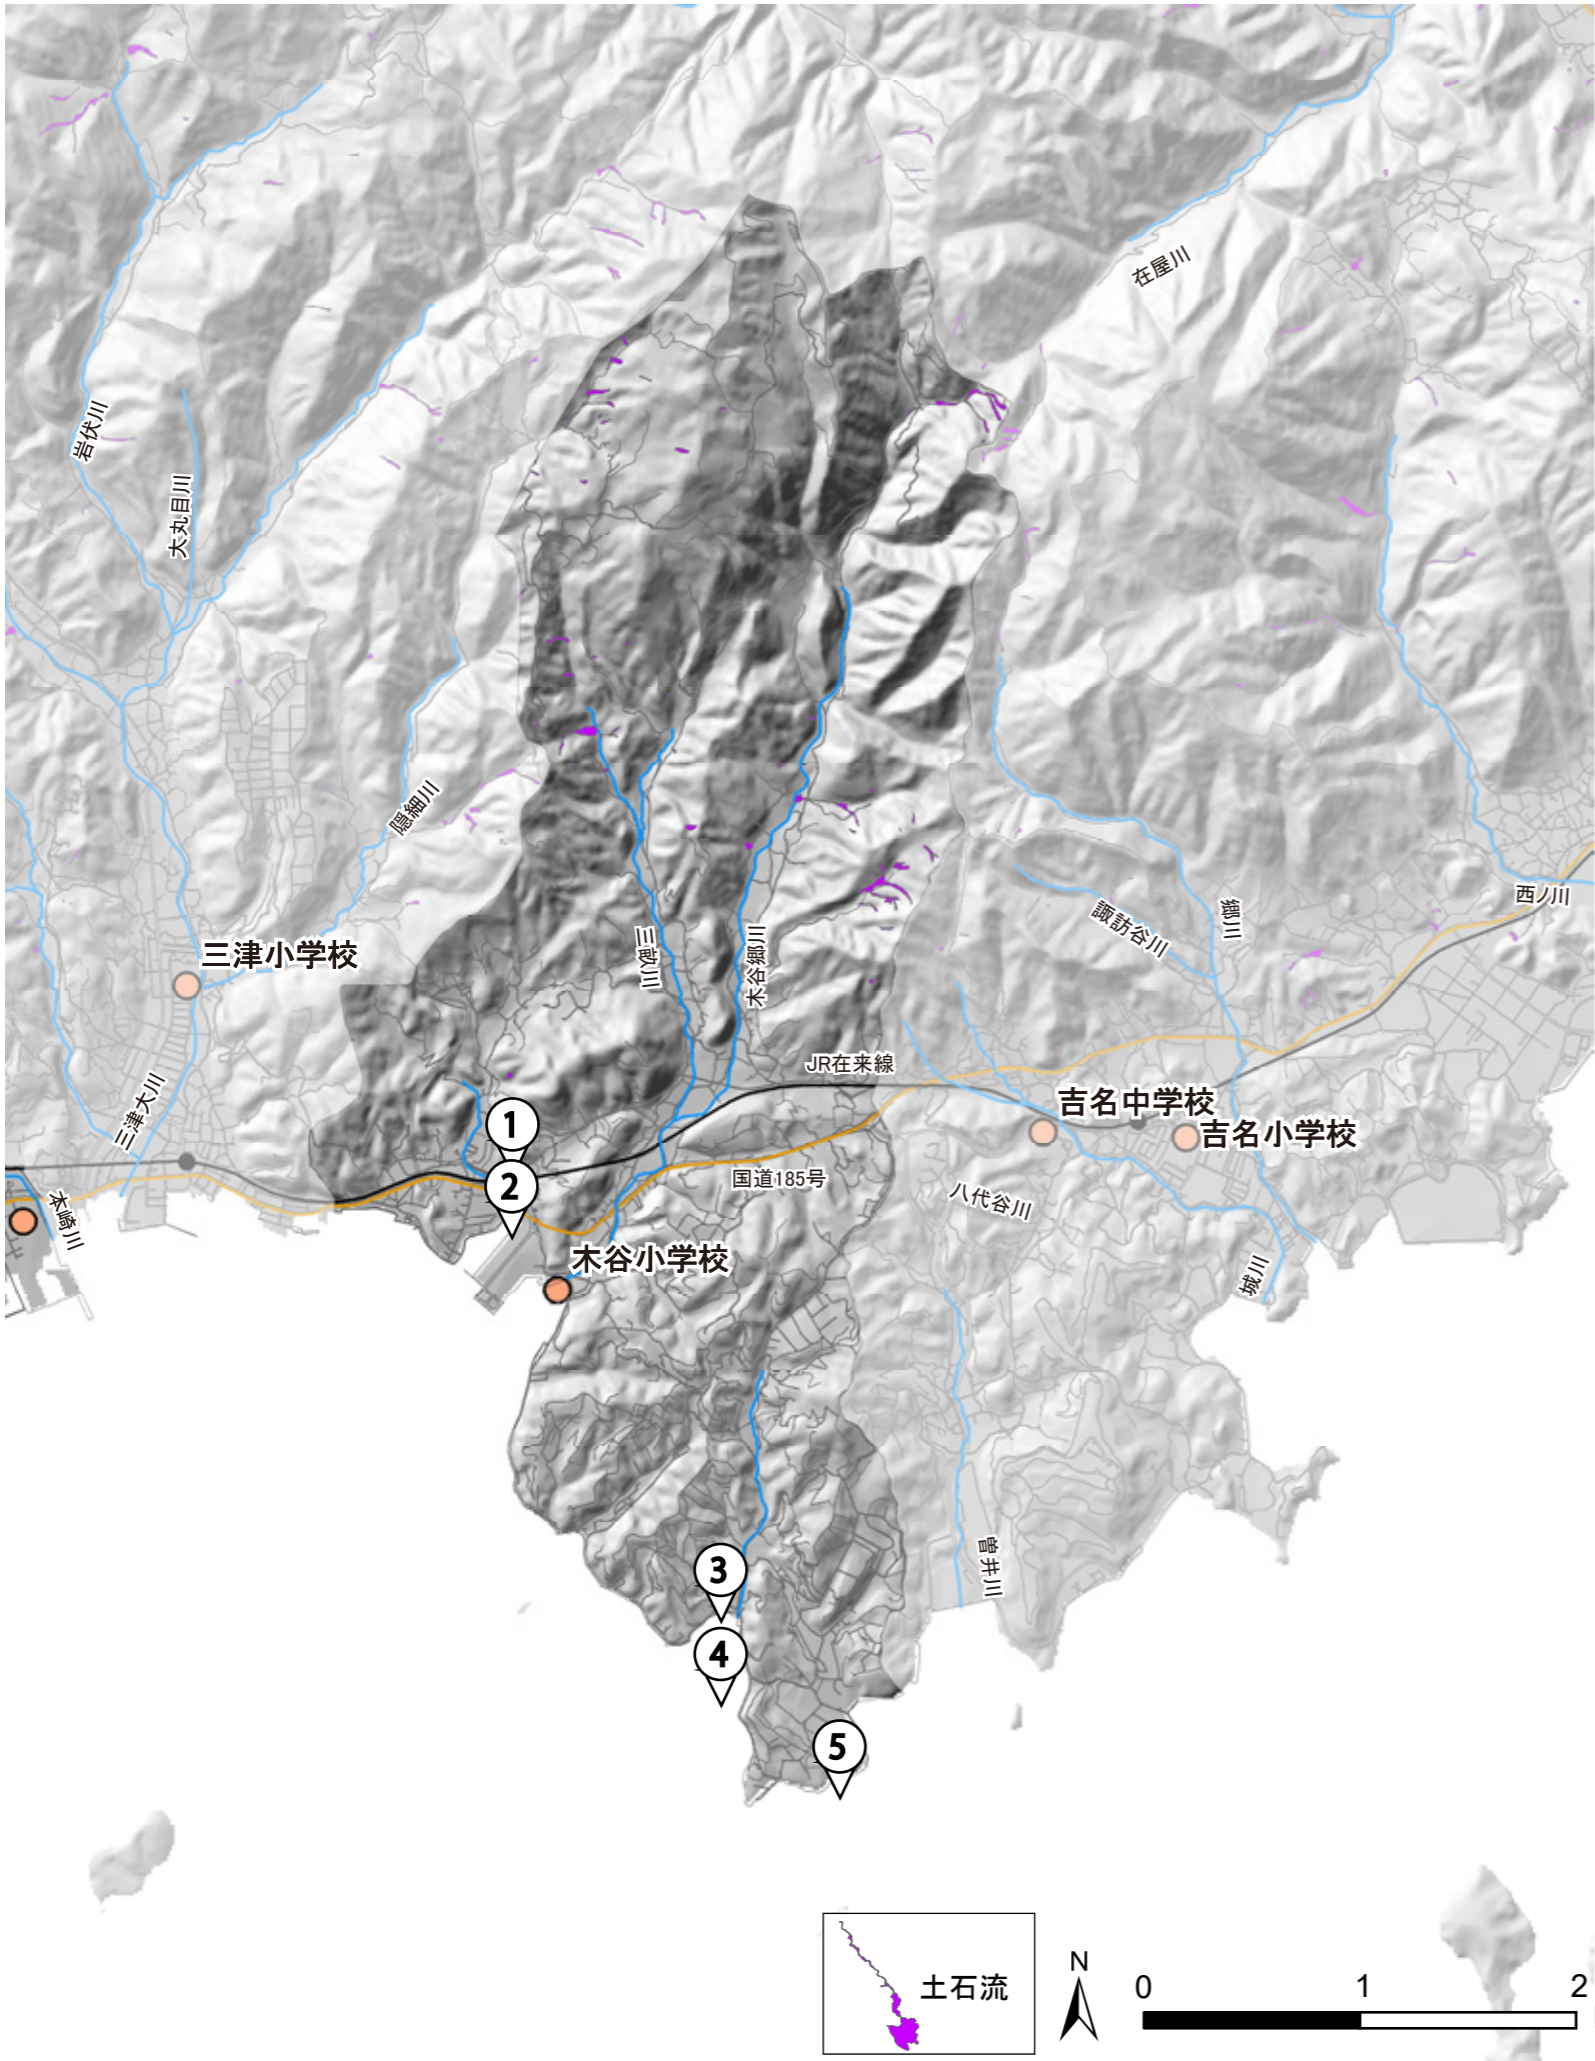 在屋川
岩伏川
大丸目川
隠細川
西ノ川
郷川
諏訪谷川
三津小学校
三畝川
木谷郷川
JR在来線
三津大川
吉名中学校
吉名小学校
1
2
国道185号
八代谷川
本崎川
木谷小学校
城川
曽井川
3
4
5
土石流
N
0
1
2